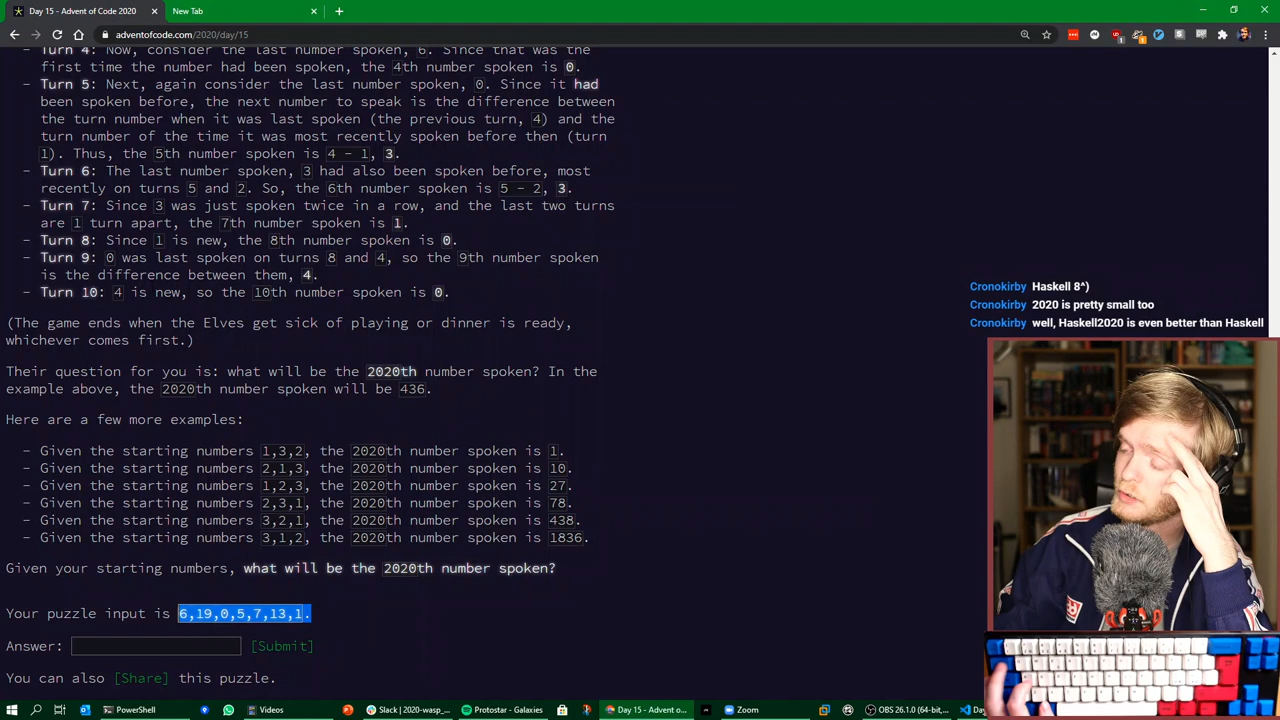 Day 15 - Advent of Code 2020
New Tab
adventofcode.com/2020/day/15
- Turn 4: Now, consider the last number spoken, 6. Since that was the
first time the number had been spoken, the 4th number spoken is 0.
- Turn 5: Next, again consider the last number spoken, 0. Since it had
been spoken before, the next number to speak is the difference between
the turn number when it was last spoken (the previous turn, 4) and the
turn number of the time it was most recently spoken before then (turn
1). Thus, the 5th number spoken is 4 - 1, 3.
- Turn 6: The last number spoken, 3 had also been spoken before, most
recently on turns 5 and 2. So, the 6th number spoken is 5 - 2, 3.
- Turn 7: Since 3 was just spoken twice in a row, and the last two turns
are 1 turn apart, the 7th number spoken is 1.
- Turn 8: Since 1 is new, the 8th number spoken is 0.
- Turn 9: 0 was last spoken on turns 8 and 4, so the 9th number spoken
is the difference between them, 4.
- Turn 10: 4 is new, so the 10th number spoken is 0.
(The game ends when the Elves get sick of playing or dinner is ready,
whichever comes first.)
Their question for you is: what will be the 2020th number spoken? In the
example above, the 2020th number spoken will be 436.
Here are a few more examples:
- Given the starting numbers 1,3,2, the 2020th number spoken is 1.
- Given the starting numbers 2,1,3, the 2020th number spoken is 10.
- Given the starting numbers 1,2,3, the 2020th number spoken is 27.
- Given the starting numbers 2,3,1, the 2020th number spoken is 78.
- Given the starting numbers 3,2,1, the 2020th number spoken is 438.
- Given the starting numbers 3,1,2, the 2020th number spoken is 1836.
Given your starting numbers, what will be the 2020th number spoken?
Your puzzle input is 6,19,0,5,7,13,1.
Answer: [Submit]
You can also [Share] this puzzle.
Cronokirby Haskell 8^)
Cronokirby 2020 is pretty small too
Cronokirby well, Haskell2020 is even better than Haskell
PowerShell
Videos
Slack | 2020-wasp_...
Protostar - Galaxies
Day 15 - Advent o...
Zoom
OBS 26.1.0 (64-bit,...